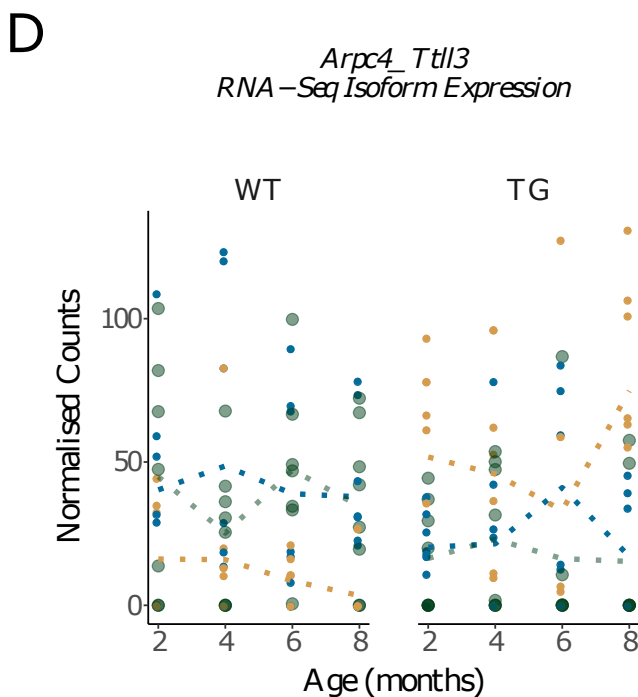 D
Arpc4_Ttll3
RNA-Seq Isoform Expression
WT
TG
Normalised Counts
100
50
0
2 4 6 8
2 4 6 8
Age (months)